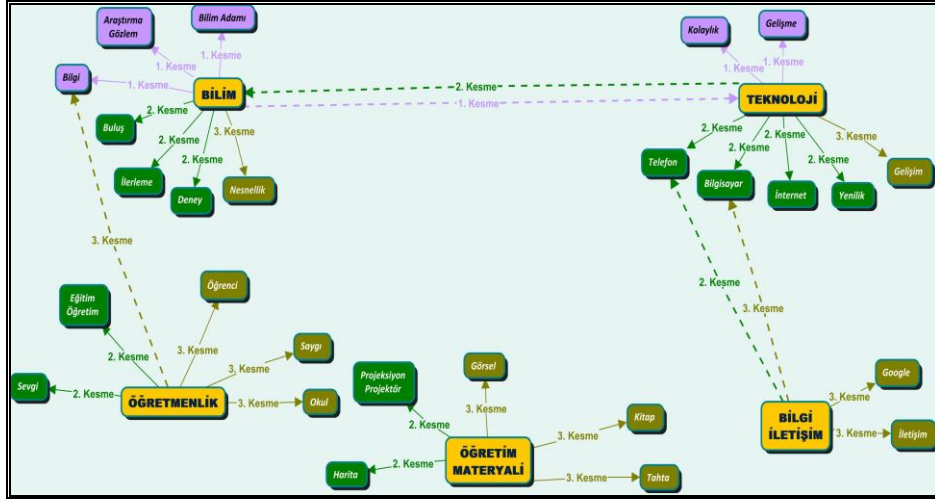 Araştırma
Gözlem
Bilim Adamı
Kolaylık
Gelişme
1. Kesme
1. Kesme
1. Kesme
1. Kesme
Bilgi
1. Kesme
BİLİM
2. Kesme
1. Kesme
TEKNOLOJİ
Buluş
2. Kesme
2. Kesme
2. Kesme
3. Kesme
İlerleme
Deney
Nesnellik
2. Kesme
2. Kesme
2. Kesme
2. Kesme
3. Kesme
Telefon
Bilgisayar
İnternet
Yenilik
Gelişim
3. Kesme
2. Kesme
3. Kesme
Eğitim
Öğretim
Öğrenci
2. Kesme
3. Kesme
3. Kesme
Saygı
Sevgi
2. Kesme
ÖĞRETMENLİK
3. Kesme
Okul
Projeksiyon
Projektör
Görsel
2. Kesme
3. Kesme
Kitap
3. Kesme
Harita
2. Kesme
ÖĞRETİM
MATERYALİ
3. Kesme
Tahta
Google
3. Kesme
BİLGİ
İLETİŞİM
3. Kesme
İletişim